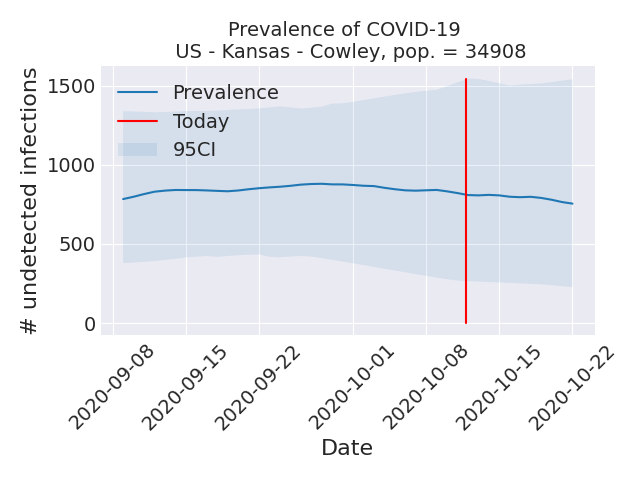 Prevalence of COVID-19
US - Kansas - Cowley, pop. = 34908
# undetected infections
1500
1000
500
0
Prevalence
Today
95CI
2020-09-08
2020-09-15
2020-09-22
2020-10-01
2020-10-08
2020-10-15
2020-10-22
Date